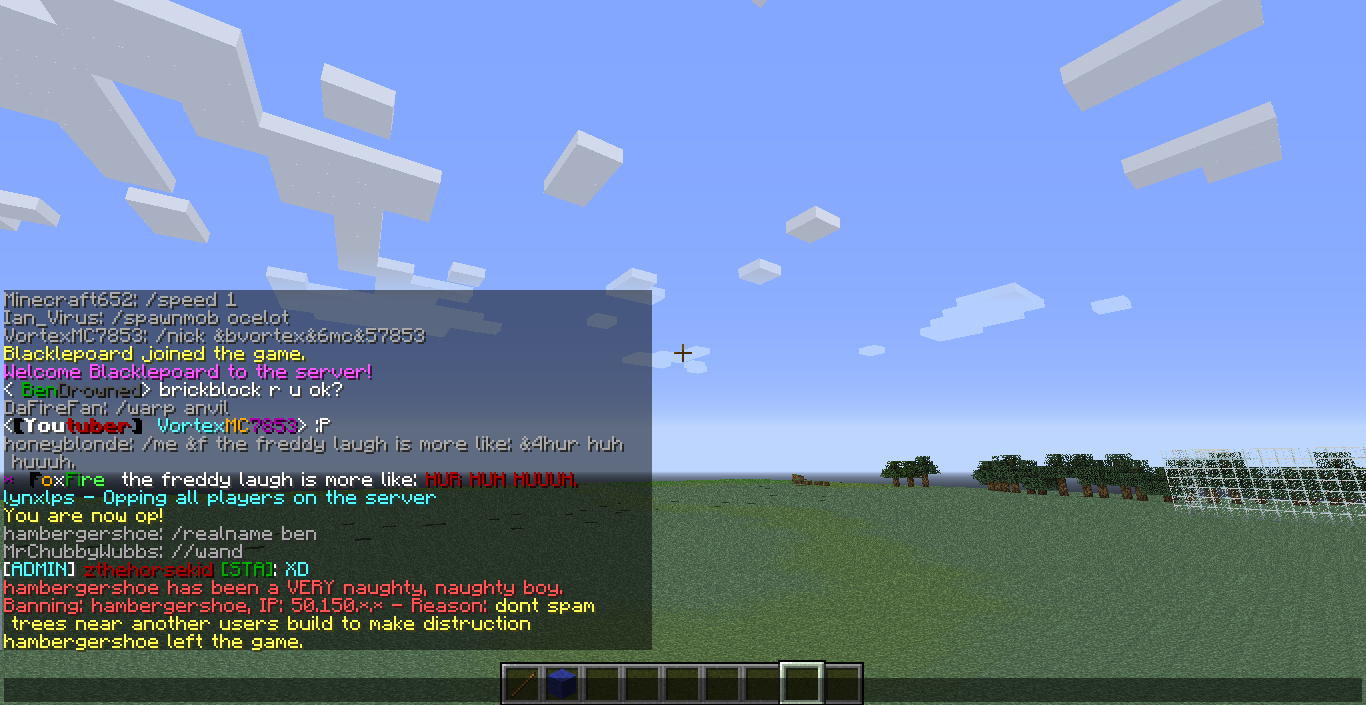 Minecraft652: /speed 1
Ian_Virus: /spawnmob ocelot
VortexMC7853: /nick &bvortex&6mc&57853
Blacklepoard joined the game.
Welcome Blacklepoard to the server!
< BenDrowned> brickblock r u ok?
DaFireFan: /warp anvil
<[Youtuber] VortexMC7853> :P
honeyblonde: /me &f the freddy laugh is more like: &4hur huh
huuuh.
* FoxFire the freddy laugh is more like: HUR HUH HUUUH.
lynxlps - Opping all players on the server
You are now op!
hambergershoe: /realname ben
MrChubbyWubbs: //wand
[ADMIN] zthehorsekid [STA]: XD
hambergershoe has been a VERY naughty, naughty boy.
Banning: hambergershoe, IP: 50.150.*.* - Reason: dont spam
trees near another users build to make distruction
hambergershoe left the game.